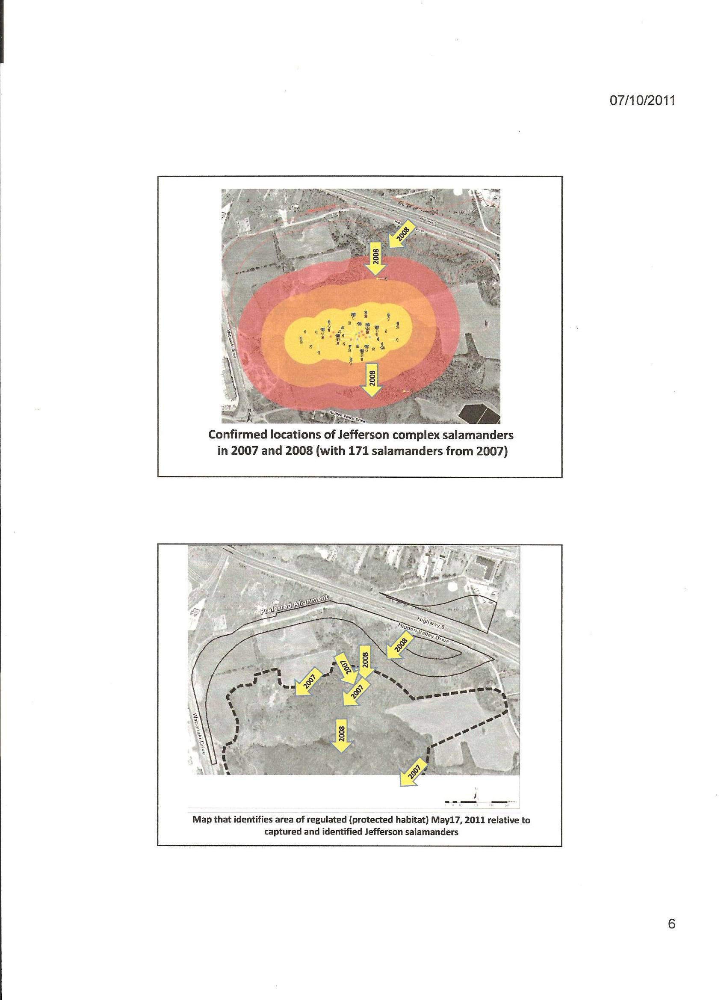 07/10/2011
Highway 8
Drive
2008
2008
2008
Wabanaki Drive
N
Hidden Valley Drive
Confirmed locations of Jefferson complex salamanders
in 2007 and 2008 (with 171 salamanders from 2007)
Preferred Alignment
Highway 8
Hidden Valley Drive
2008
2008
2007
2007
2007
2008
Wabanaki Drive
2007
N
Map that identifies area of regulated (protected habitat) May17, 2011 relative to
captured and identified Jefferson salamanders
6